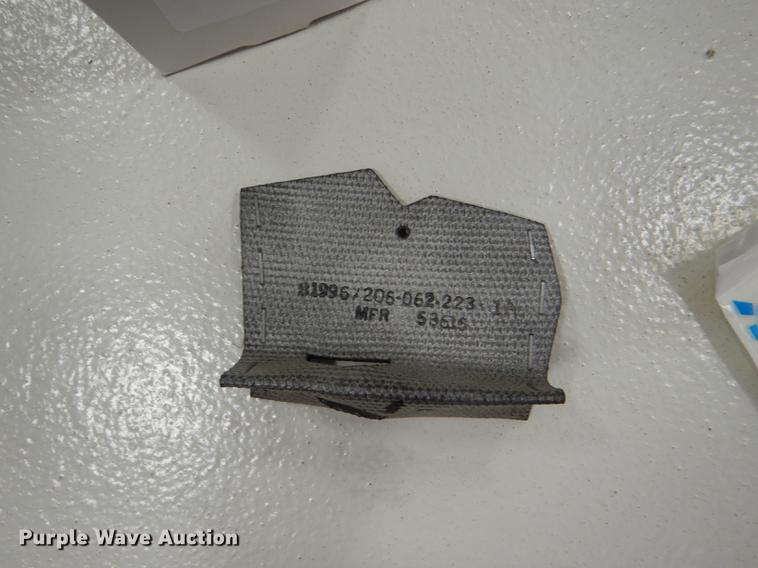 81996/206-062-223-1A
MFR 53615
Purple Wave Auction